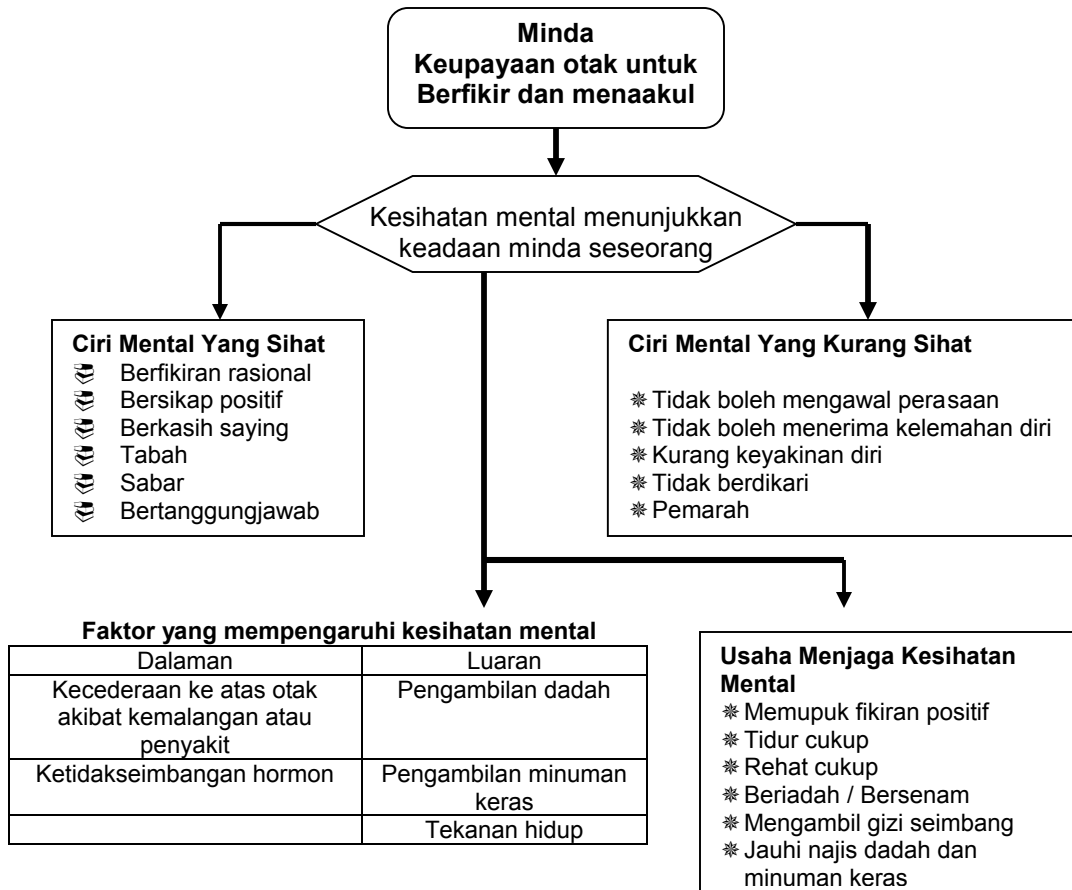 Minda
Keupayaan otak untuk
Berfikir dan menaakul
Kesihatan mental menunjukkan
keadaan minda seseorang
Ciri Mental Yang Sihat
Berfikiran rasional
Bersikap positif
Berkasih saying
Tabah
Sabar
Bertanggungjawab
Ciri Mental Yang Kurang Sihat
Tidak boleh mengawal perasaan
Tidak boleh menerima kelemahan diri
Kurang keyakinan diri
Tidak berdikari
Pemarah
Faktor yang mempengaruhi kesihatan mental
Dalaman Luaran
Kecederaan ke atas otak Pengambilan dadah
akibat kemalangan atau
penyakit
Ketidakseimbangan hormon Pengambilan minuman
keras
Tekanan hidup
Usaha Menjaga Kesihatan
Mental
Memupuk fikiran positif
Tidur cukup
Rehat cukup
Beriadah / Bersenam
Mengambil gizi seimbang
Jauhi najis dadah dan
minuman keras